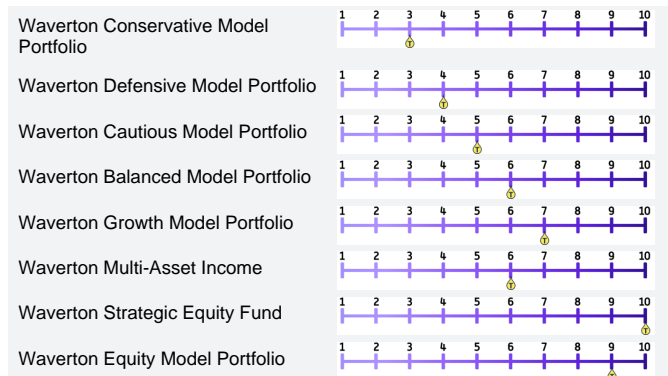 1 2 3 4 5 6 7 8 9 10
Waverton Conservative Model
Portfolio
T
1 2 3 4 5 6 7 8 9 10
Waverton Defensive Model Portfolio
T
1 2 3 4 5 6 7 8 9 10
Waverton Cautious Model Portfolio
T
1 2 3 4 5 6 7 8 9 10
Waverton Balanced Model Portfolio
T
1 2 3 4 5 6 7 8 9 10
Waverton Growth Model Portfolio
T
1 2 3 4 5 6 7 8 9 10
Waverton Multi-Asset Income
T
1 2 3 4 5 6 7 8 9 10
Waverton Strategic Equity Fund
T
1 2 3 4 5 6 7 8 9 10
Waverton Equity Model Portfolio
T